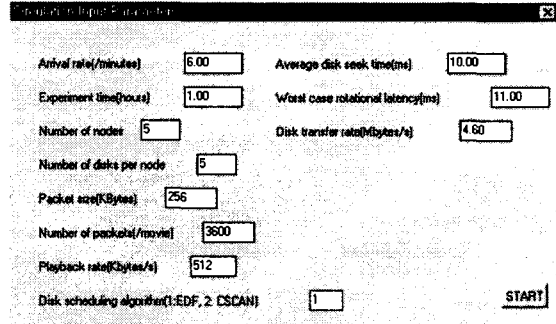 Simulation Input Parameters
Arrival rate(/minutes) 6.00
Average disk seek time(ms) 10.00
Experiment time(hours) 1.00
Worst case rotational latency(ms) 11.00
Number of nodes 5
Disk transfer rate(Mbytes/s) 4.60
Number of disks per node 5
Packet size(KBytes) 256
Number of packets(/movie) 3600
Playback rate(Kbytes/s) 512
Disk scheduling algorithm(1:EDF, 2: CSCAN) 1
START